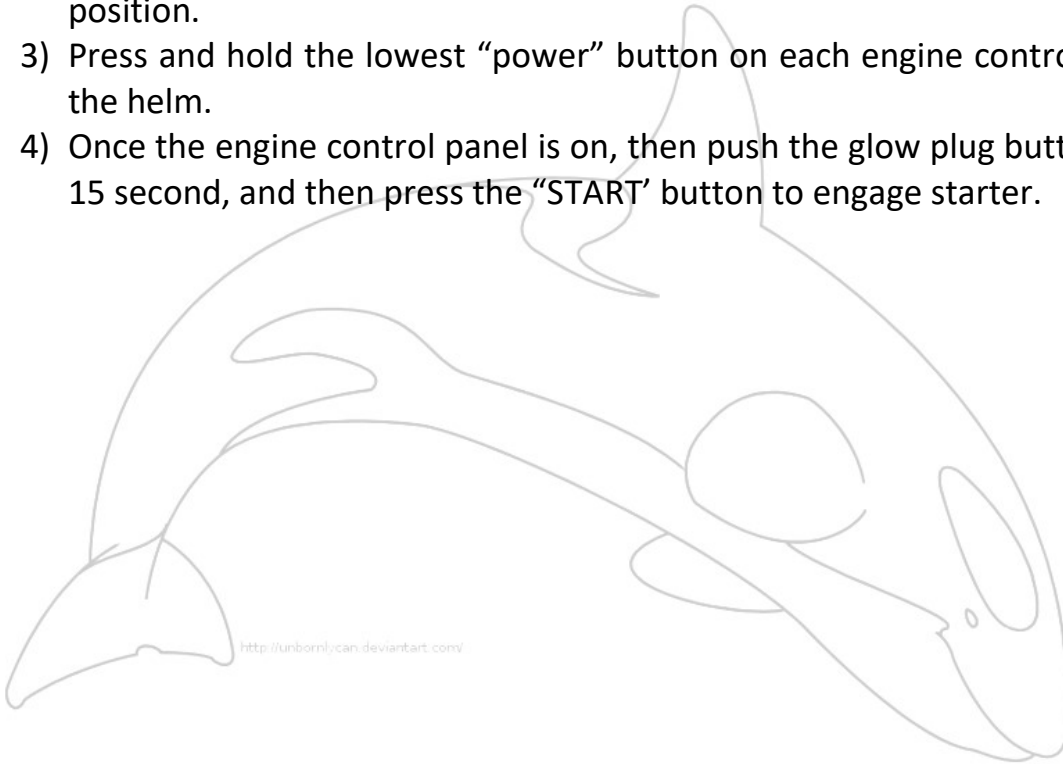 position.
3) Press and hold the lowest “power” button on each engine contro
the helm.
4) Once the engine control panel is on, then push the glow plug butt
15 second, and then press the “START’ button to engage starter.
http://unbornlycan.deviantart.com/